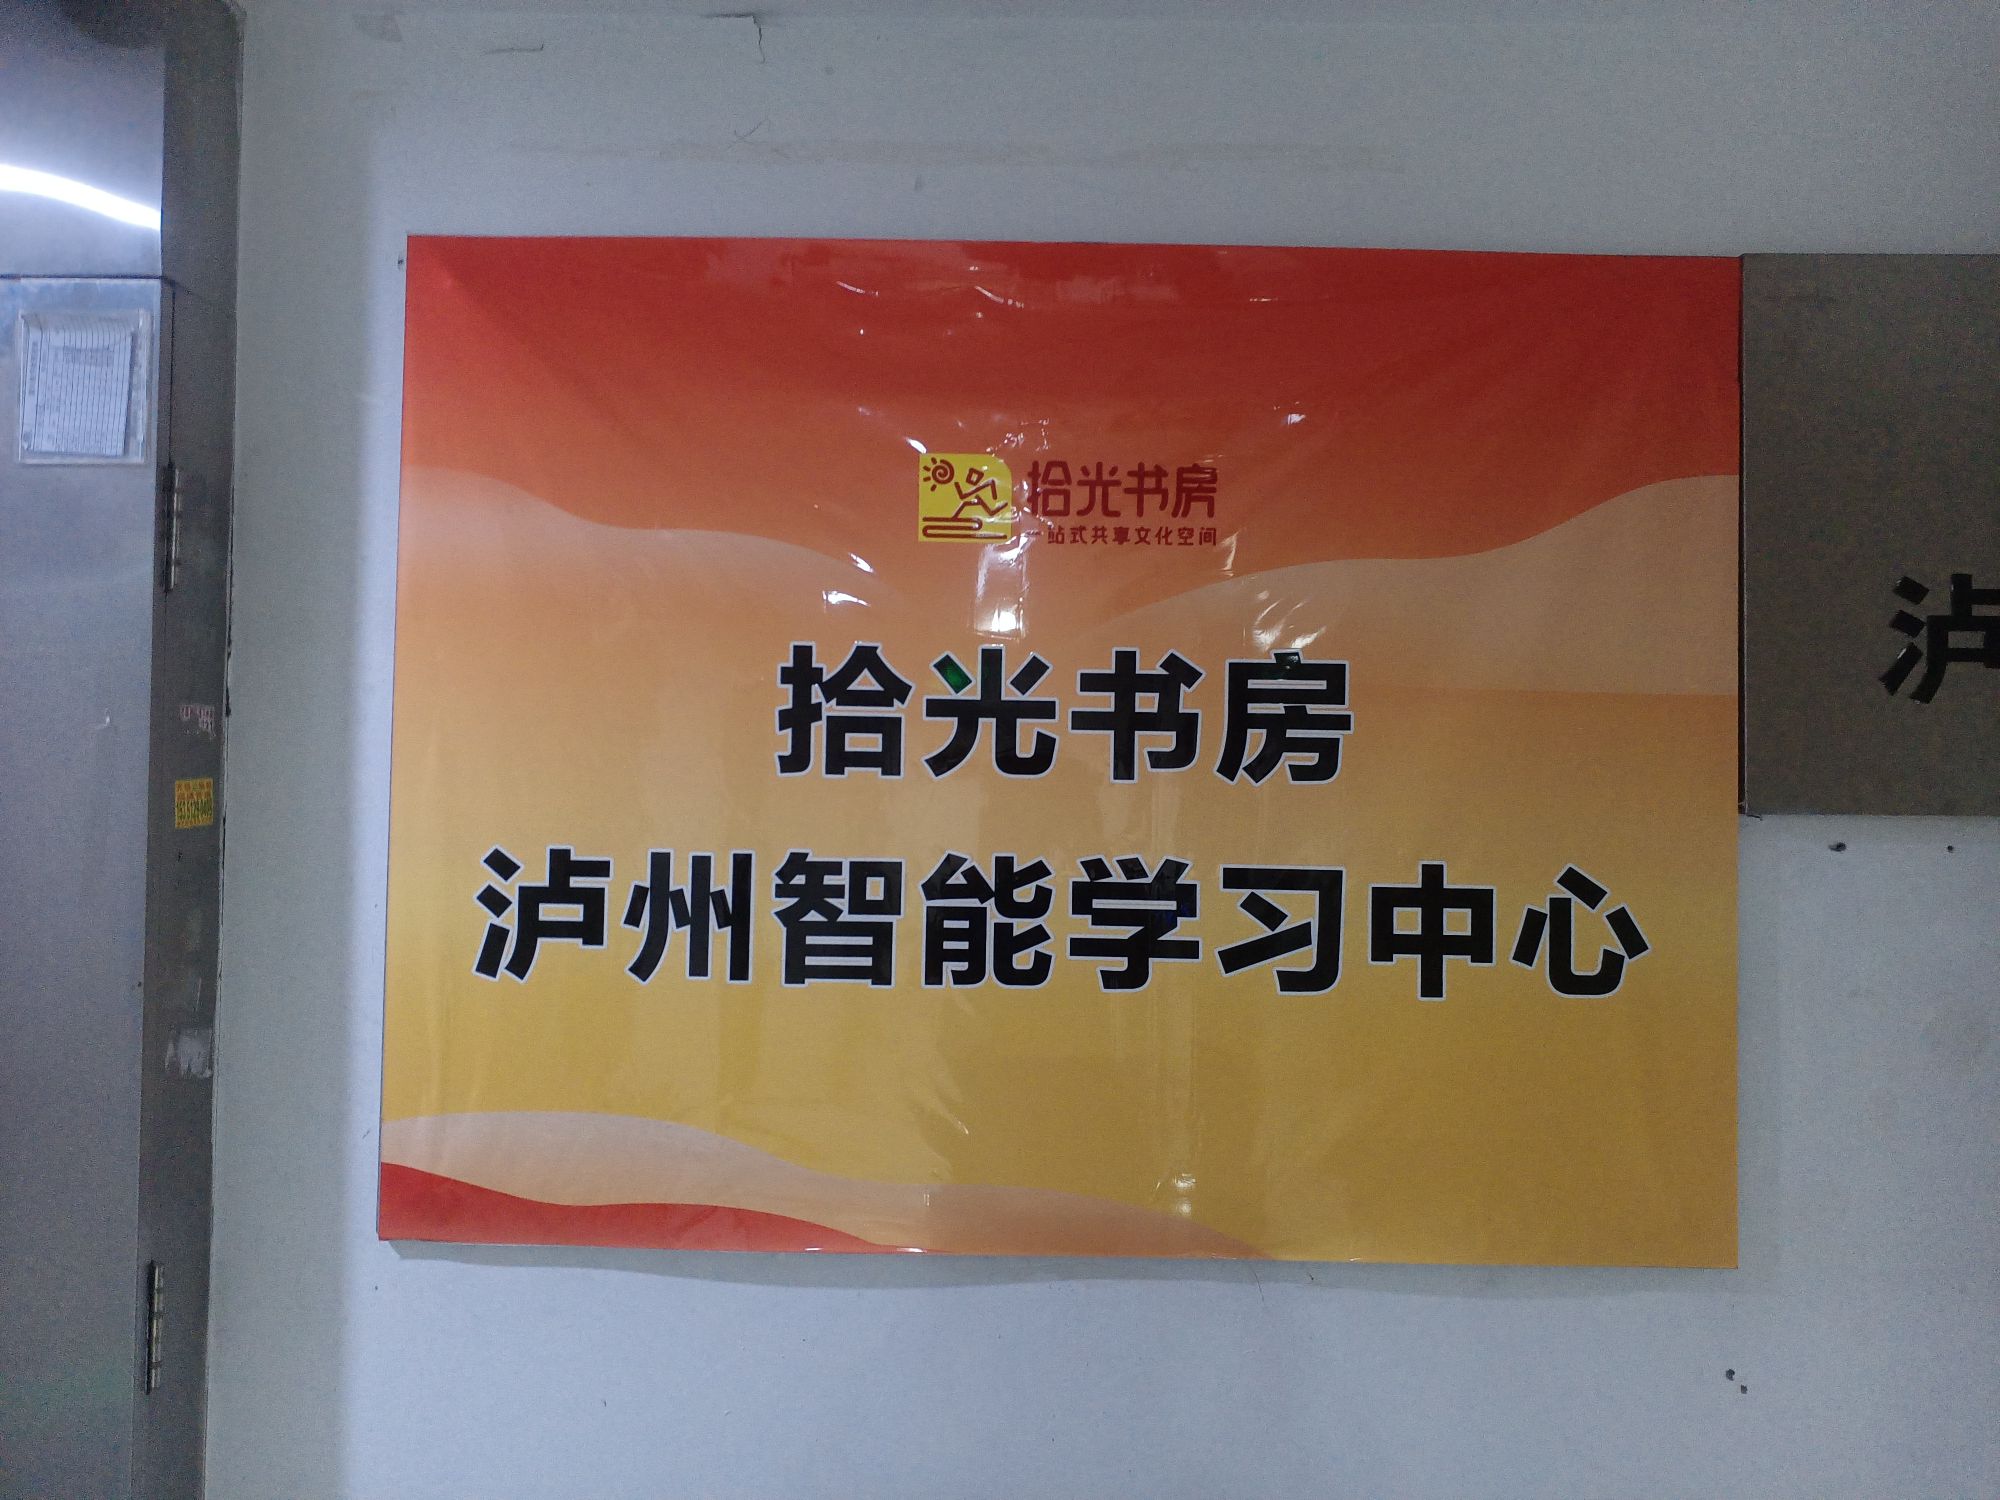 拾光书房
一站式共享文化空间
拾光书房
泸州智能学习中心
泸